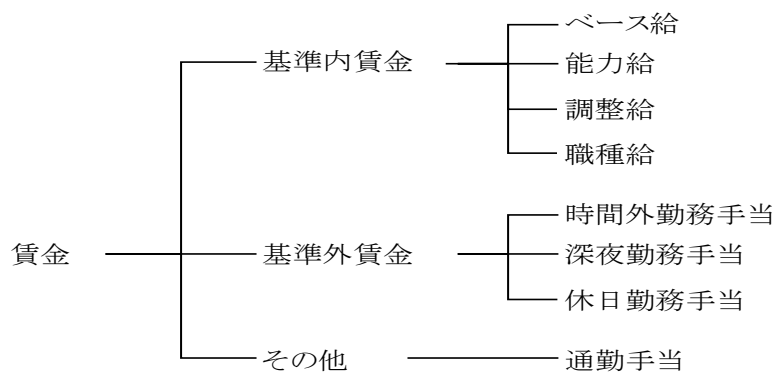 ベース給
基準内賃金
能力給
調整給
職種給
時間外勤務手当
賃金
基準外賃金
深夜勤務手当
休日勤務手当
その他
通勤手当